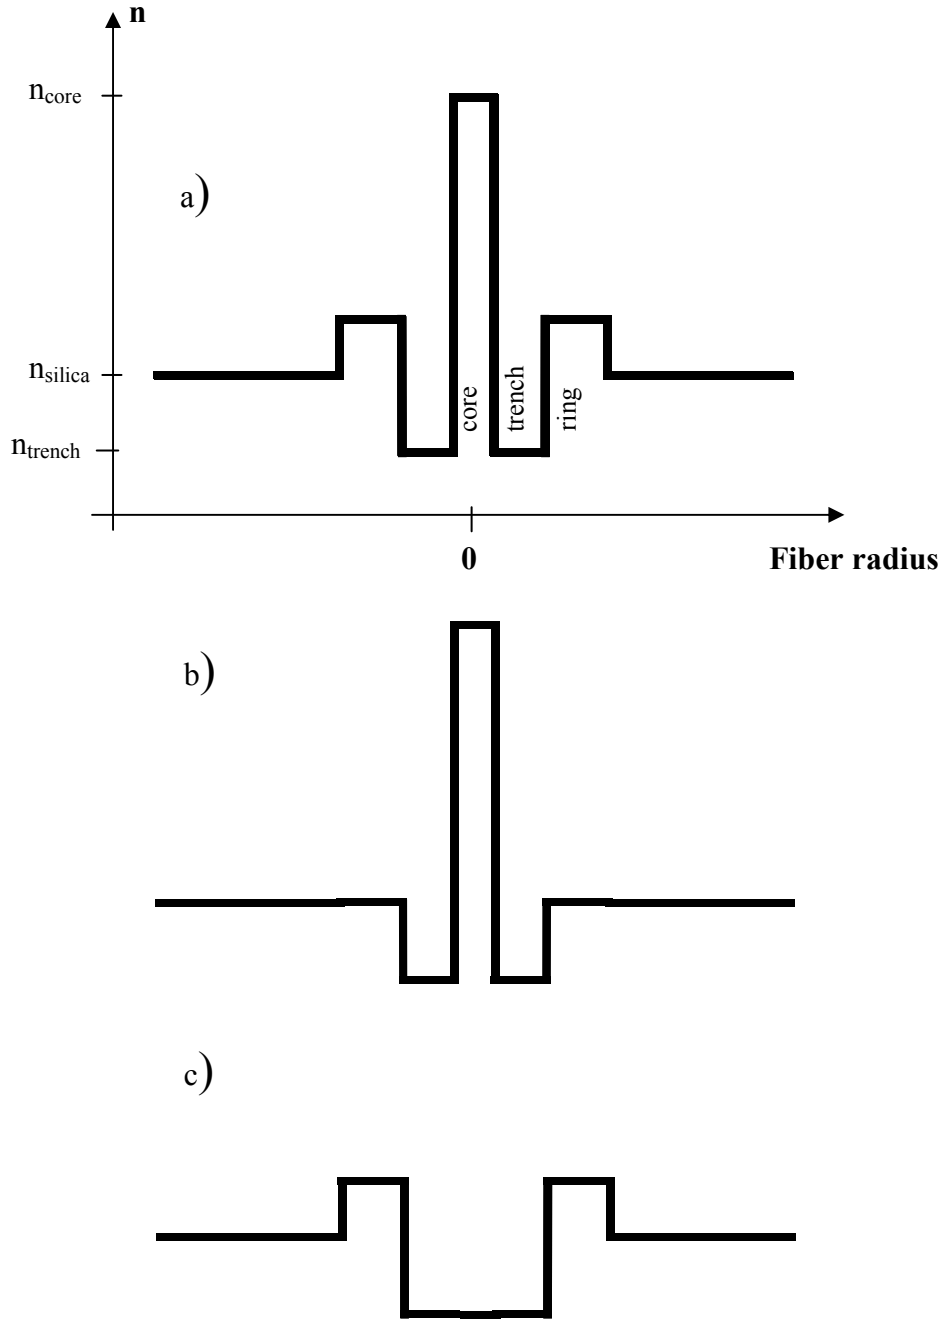 n
n_core
a)
n_silica
core
trench
ring
n_trench
0
Fiber radius
b)
c)